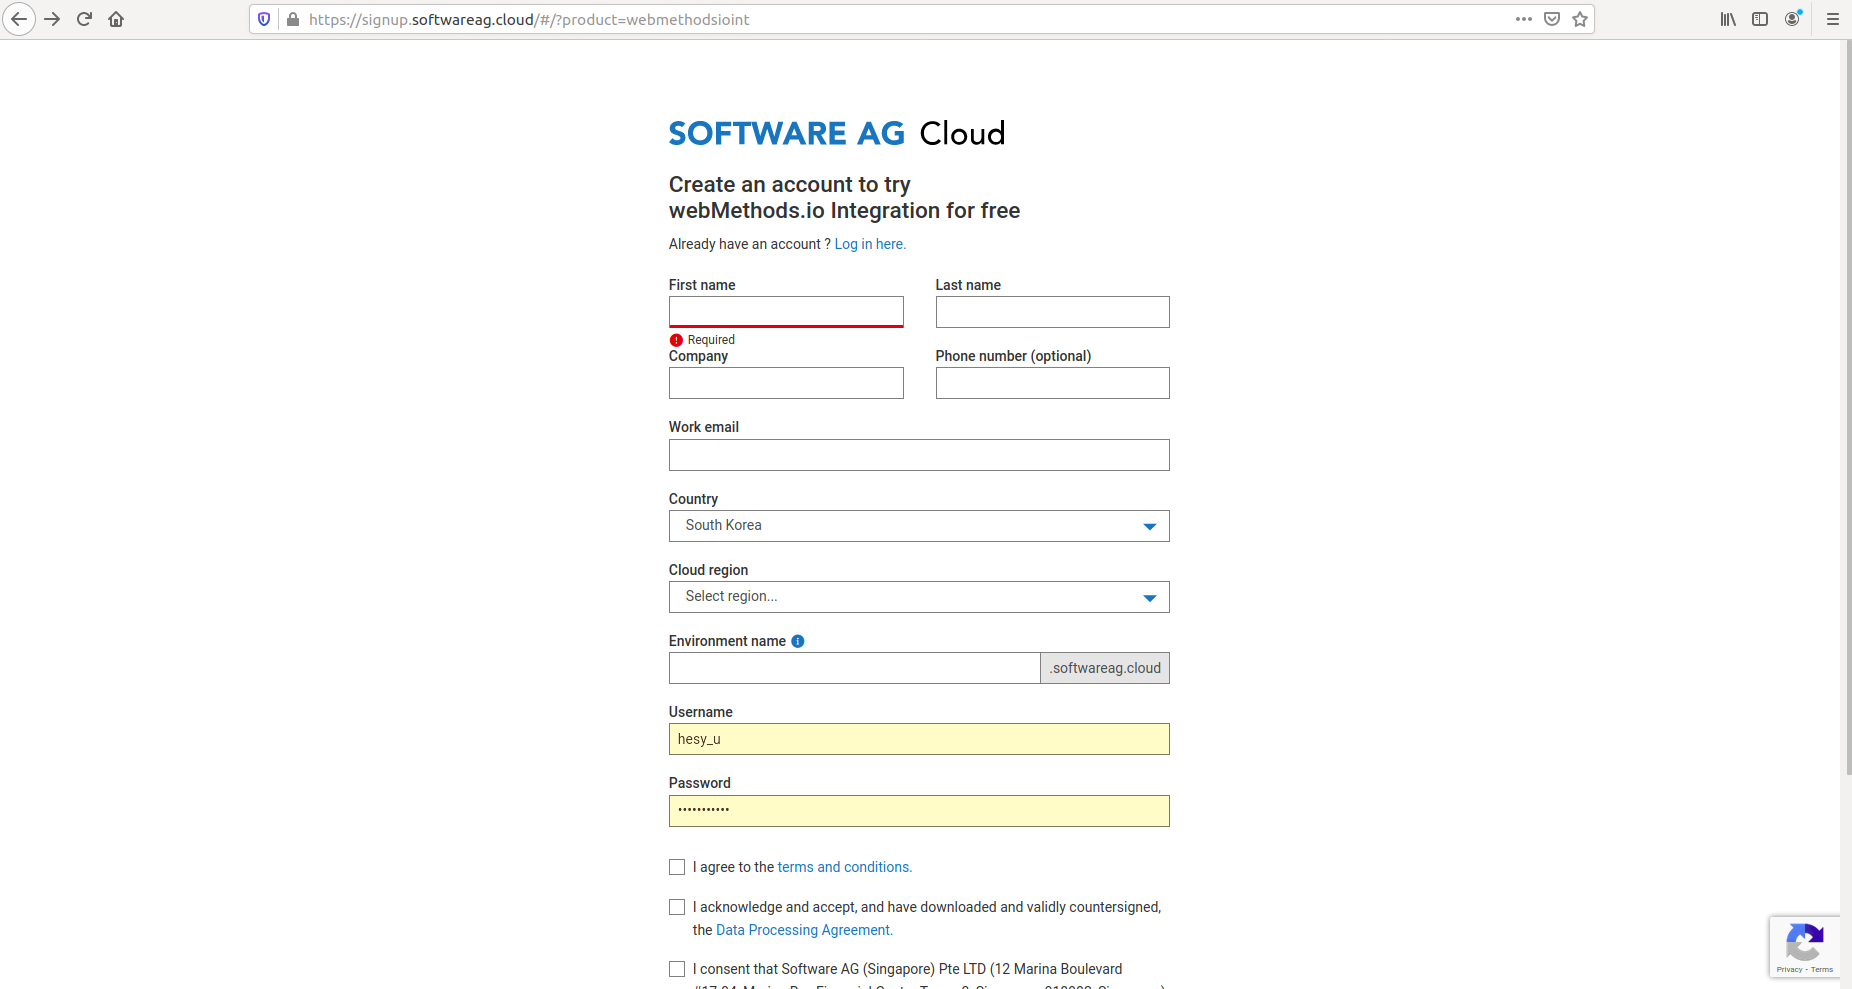 https://signup.softwareag.cloud/#/?product=webmethodsioint
SOFTWARE AG Cloud
Create an account to try
webMethods.io Integration for free
Already have an account ? Log in here.
First name Last name
Required
Company Phone number (optional)
Work email
Country
South Korea
Cloud region
Select region...
Environment name
.softwareag.cloud
Username
hesy_u
Password
•••••••••••
I agree to the terms and conditions.
I acknowledge and accept, and have downloaded and validly countersigned,
the Data Processing Agreement.
I consent that Software AG (Singapore) Pte LTD (12 Marina Boulevard
Privacy - Terms